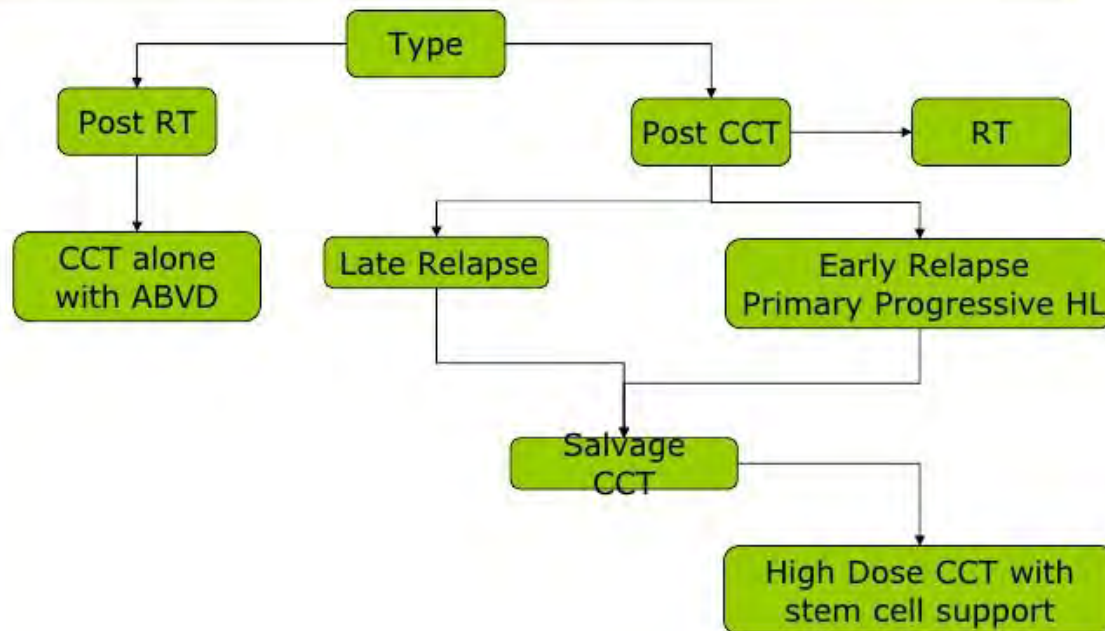 Type
Post RT
Post CCT
RT
CCT alone
with ABVD
Late Relapse
Early Relapse
Primary Progressive HL
Salvage
CCT
High Dose CCT with
stem cell support